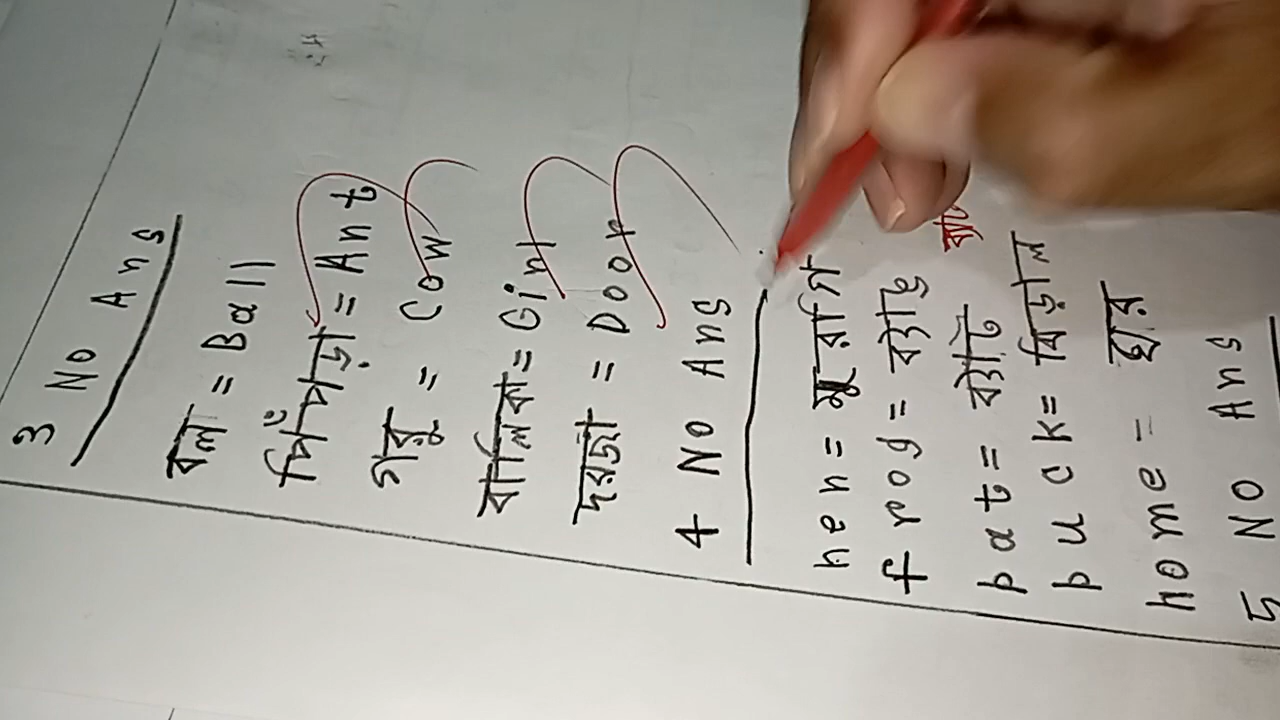 3 No Ans
বল = Ball
পিঁপড়া = Ant
গরু = Cow
বালিকা = Girl
দরজা = Door
4 No Ans
hen = মুরগি
frog =
bat =
buck = বিড়াল
home = ঘর
5 No Ans